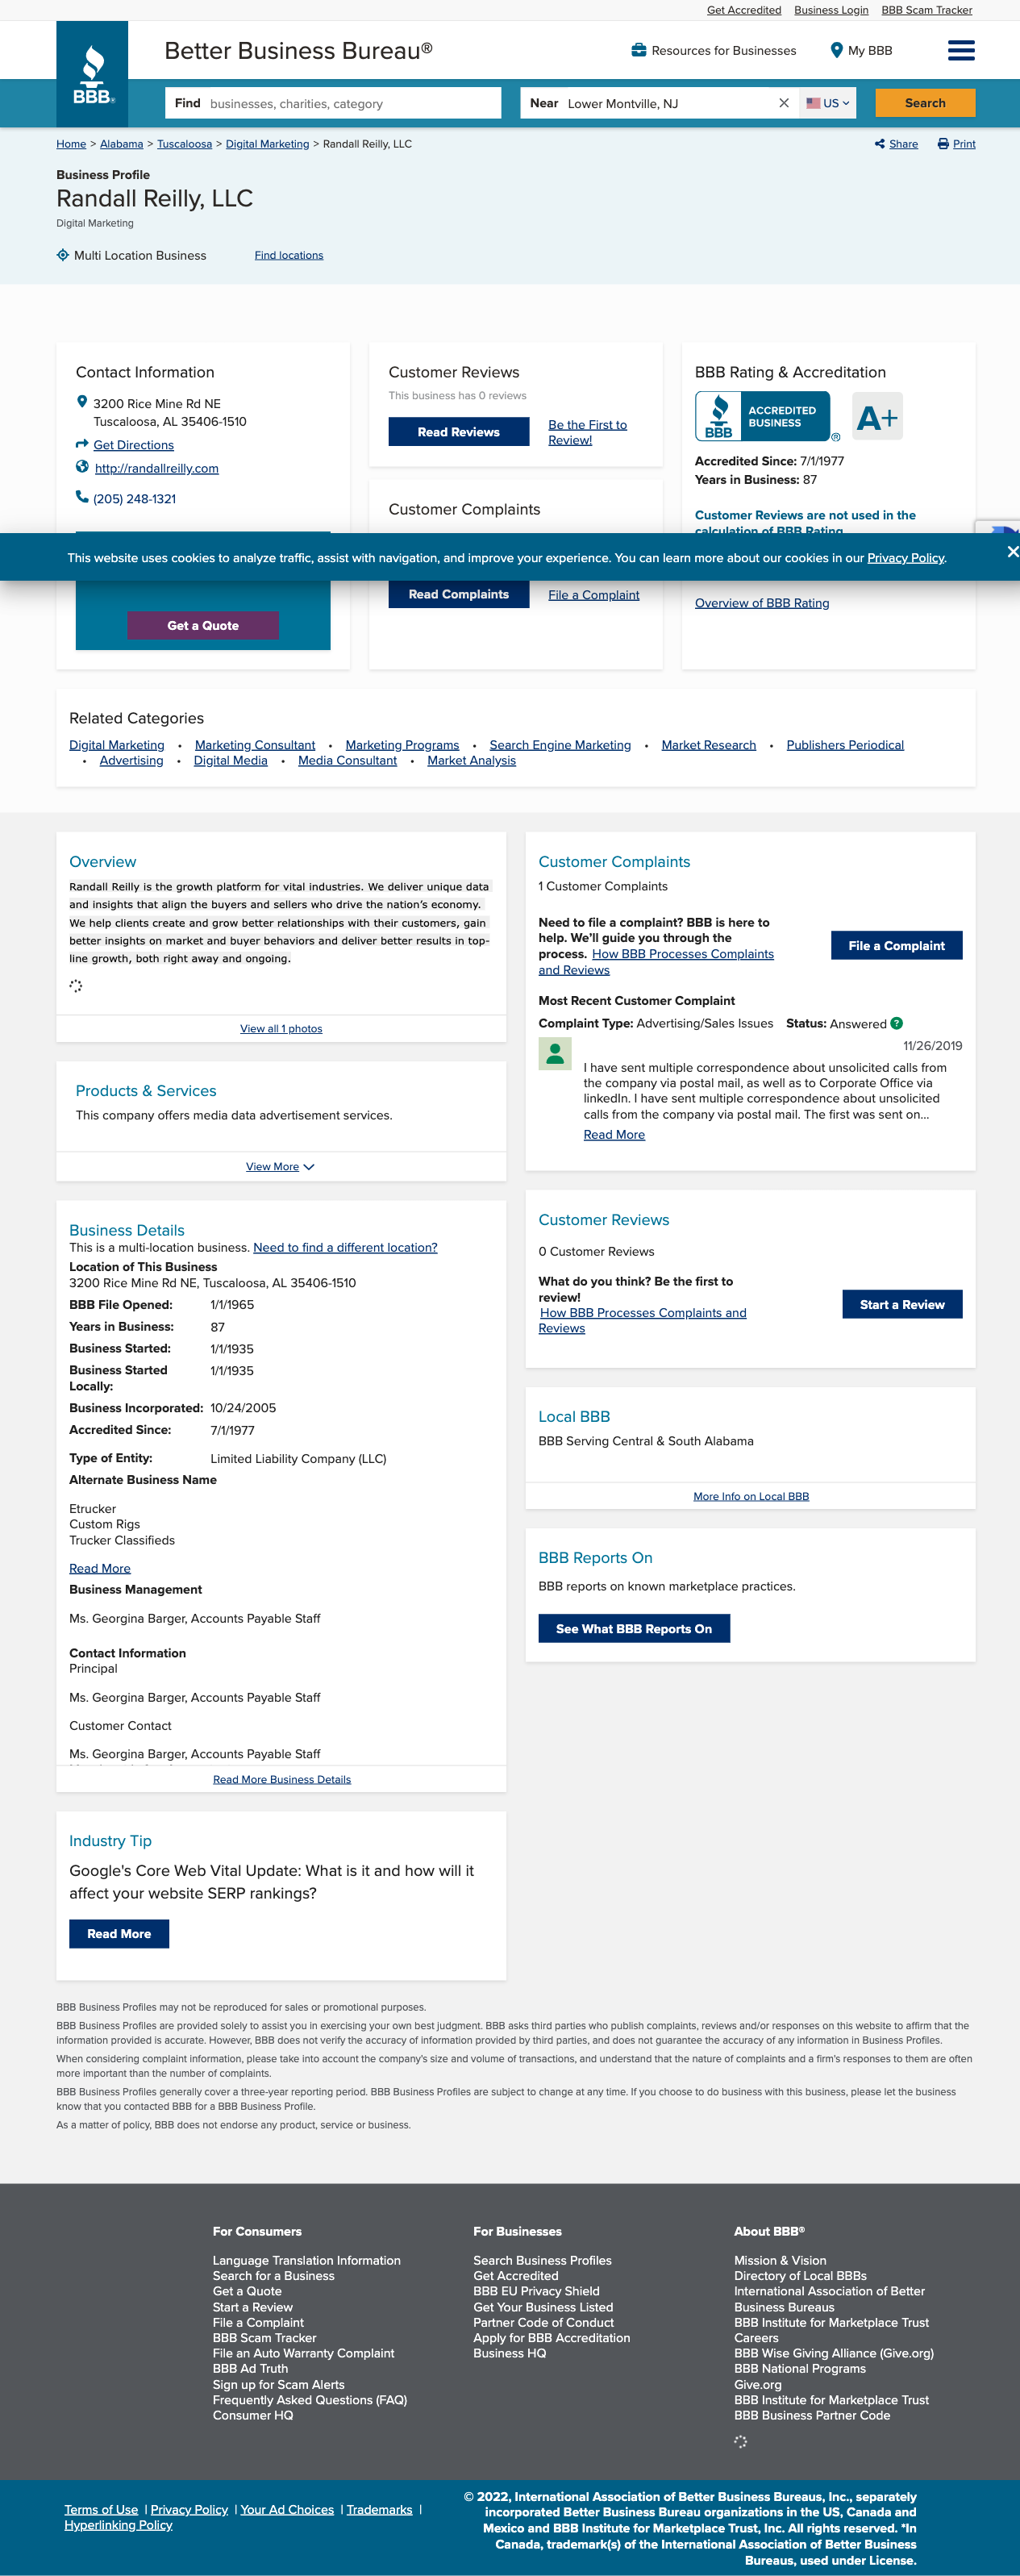 Get Accredited Business Login BBB Scam Tracker
BBB®
Better Business Bureau®
Resources for Businesses
My BBB
Find businesses, charities, category
Near Lower Montville, NJ
US
Search
Home > Alabama > Tuscaloosa > Digital Marketing > Randall Reilly, LLC
Share Print
Business Profile
Randall Reilly, LLC
Digital Marketing
Multi Location Business Find locations
Contact Information
3200 Rice Mine Rd NE
Tuscaloosa, AL 35406-1510
Get Directions
http://randallreilly.com
(205) 248-1321
Customer Reviews
This business has 0 reviews
Read Reviews
Be the First to
Review!
Customer Complaints
BBB Rating & Accreditation
BBB
ACCREDITED
BUSINESS
®
A+
Accredited Since: 7/1/1977
Years in Business: 87
Customer Reviews are not used in the
calculation of BBB Rating
This website uses cookies to analyze traffic, assist with navigation, and improve your experience. You can learn more about our cookies in our Privacy Policy.
Get a Quote
Read Complaints
File a Complaint
Overview of BBB Rating
Related Categories
Digital Marketing • Marketing Consultant • Marketing Programs • Search Engine Marketing • Market Research • Publishers Periodical
• Advertising • Digital Media • Media Consultant • Market Analysis
Overview
Randall Reilly is the growth platform for vital industries. We deliver unique data
and insights that align the buyers and sellers who drive the nation's economy.
We help clients create and grow better relationships with their customers, gain
better insights on market and buyer behaviors and deliver better results in top-
line growth, both right away and ongoing.
View all 1 photos
Products & Services
This company offers media data advertisement services.
View More
Business Details
This is a multi-location business. Need to find a different location?
Location of This Business
3200 Rice Mine Rd NE, Tuscaloosa, AL 35406-1510
BBB File Opened: 1/1/1965
Years in Business: 87
Business Started: 1/1/1935
Business Started
Locally: 1/1/1935
Business Incorporated: 10/24/2005
Accredited Since: 7/1/1977
Type of Entity: Limited Liability Company (LLC)
Alternate Business Name
Etrucker
Custom Rigs
Trucker Classifieds
Read More
Business Management
Ms. Georgina Barger, Accounts Payable Staff
Contact Information
Principal
Ms. Georgina Barger, Accounts Payable Staff
Customer Contact
Ms. Georgina Barger, Accounts Payable Staff
Read More Business Details
Industry Tip
Google's Core Web Vital Update: What is it and how will it
affect your website SERP rankings?
Read More
Customer Complaints
1 Customer Complaints
Need to file a complaint? BBB is here to
help. We'll guide you through the
process. How BBB Processes Complaints
and Reviews
File a Complaint
Most Recent Customer Complaint
Complaint Type: Advertising/Sales Issues Status: Answered ?
11/26/2019
I have sent multiple correspondence about unsolicited calls from
the company via postal mail, as well as to Corporate Office via
linkedIn. I have sent multiple correspondence about unsolicited
calls from the company via postal mail. The first was sent on...
Read More
Customer Reviews
0 Customer Reviews
What do you think? Be the first to
review!
How BBB Processes Complaints and
Reviews
Start a Review
Local BBB
BBB Serving Central & South Alabama
More Info on Local BBB
BBB Reports On
BBB reports on known marketplace practices.
See What BBB Reports On
BBB Business Profiles may not be reproduced for sales or promotional purposes.
BBB Business Profiles are provided solely to assist you in exercising your own best judgment. BBB asks third parties who publish complaints, reviews and/or responses on this website to affirm that the
information provided is accurate. However, BBB does not verify the accuracy of information provided by third parties, and does not guarantee the accuracy of any information in Business Profiles.
When considering complaint information, please take into account the company's size and volume of transactions, and understand that the nature of complaints and a firm's responses to them are often
more important than the number of complaints.
BBB Business Profiles generally cover a three-year reporting period. BBB Business Profiles are subject to change at any time. If you choose to do business with this business, please let the business
know that you contacted BBB for a BBB Business Profile.
As a matter of policy, BBB does not endorse any product, service or business.
For Consumers
Language Translation Information
Search for a Business
Get a Quote
Start a Review
File a Complaint
BBB Scam Tracker
File an Auto Warranty Complaint
BBB Ad Truth
Sign up for Scam Alerts
Frequently Asked Questions (FAQ)
Consumer HQ
For Businesses
Search Business Profiles
Get Accredited
BBB EU Privacy Shield
Get Your Business Listed
Partner Code of Conduct
Apply for BBB Accreditation
Business HQ
About BBB®
Mission & Vision
Directory of Local BBBs
International Association of Better
Business Bureaus
BBB Institute for Marketplace Trust
Careers
BBB Wise Giving Alliance (Give.org)
BBB National Programs
Give.org
BBB Institute for Marketplace Trust
BBB Business Partner Code
Terms of Use | Privacy Policy | Your Ad Choices | Trademarks |
Hyperlinking Policy
© 2022, International Association of Better Business Bureaus, Inc., separately
incorporated Better Business Bureau organizations in the US, Canada and
Mexico and BBB Institute for Marketplace Trust, Inc. All rights reserved. *In
Canada, trademark(s) of the International Association of Better Business
Bureaus, used under License.